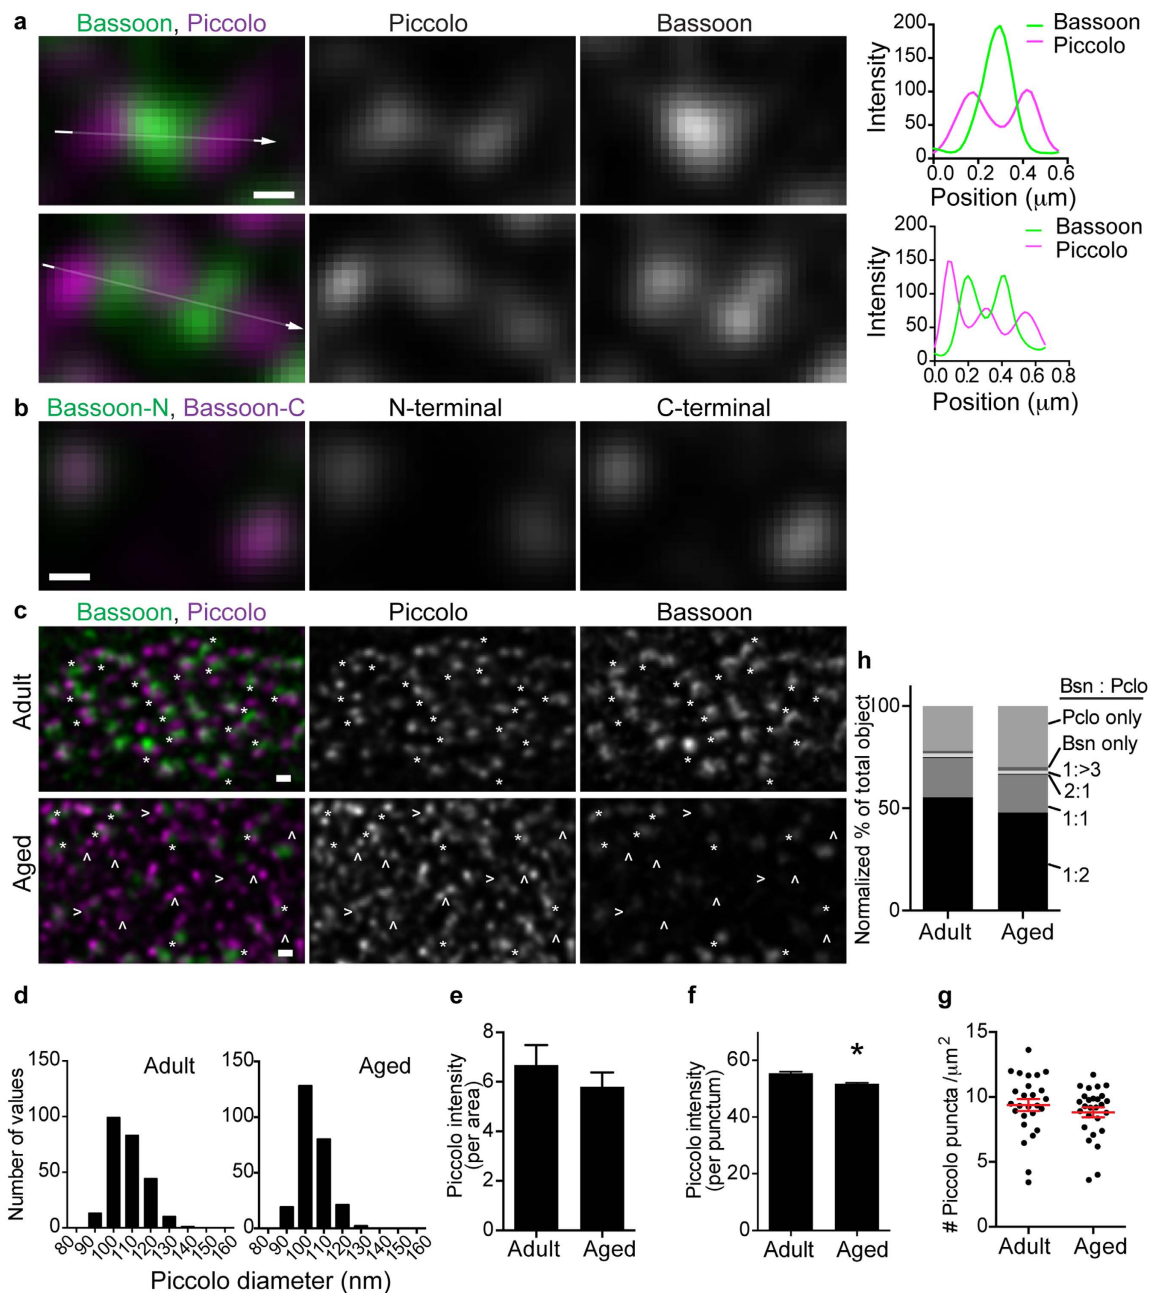 a
Bassoon, Piccolo
Piccolo
Bassoon
Intensity
200
150
100
50
0
Bassoon
Piccolo
0.0 0.2 0.4 0.6
Position (μm)
Intensity
200
150
100
50
0
Bassoon
Piccolo
0.0 0.2 0.4 0.6 0.8
Position (μm)
b
Bassoon-N, Bassoon-C
N-terminal
C-terminal
c
Bassoon, Piccolo
Piccolo
Bassoon
Adult
Aged
h
Normalized % of total object
100
50
0
Adult
Aged
Bsn : Pclo
Pclo only
Bsn only
1:>3
2:1
1:1
1:2
d
Number of values
150
100
50
0
Adult
80 90 100 110 120 130 140 150 160
150
100
50
0
Aged
80 90 100 110 120 130 140 150 160
Piccolo diameter (nm)
e
Piccolo intensity
(per area)
8
6
4
2
0
Adult
Aged
f
Piccolo intensity
(per punctum)
60
40
20
0
*
Adult
Aged
g
# Piccolo puncta /μm2
15
10
5
0
Adult
Aged